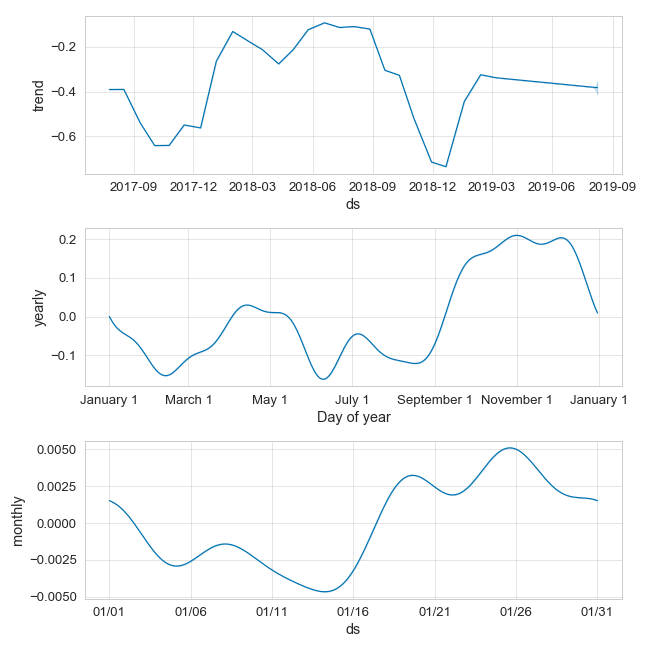 −0.2
−0.4
−0.6
trend
2017-09 2017-12 2018-03 2018-06 2018-09 2018-12 2019-03 2019-06 2019-09
ds
0.2
0.1
0.0
−0.1
yearly
January 1 March 1 May 1 July 1 September 1 November 1 January 1
Day of year
0.0050
0.0025
0.0000
−0.0025
−0.0050
monthly
01/01 01/06 01/11 01/16 01/21 01/26 01/31
ds